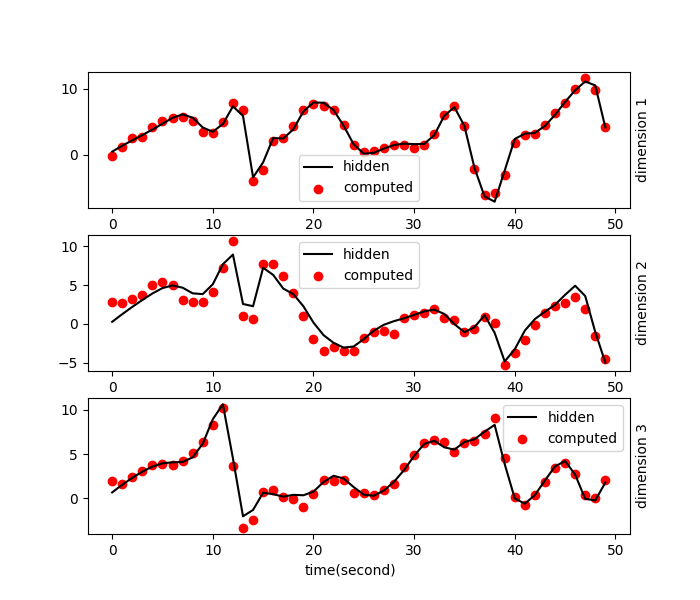 10
0
hidden
computed
dimension 1
0 10 20 30 40 50
10
5
0
−5
hidden
computed
dimension 2
0 10 20 30 40 50
10
5
0
hidden
computed
dimension 3
0 10 20 30 40 50
time(second)